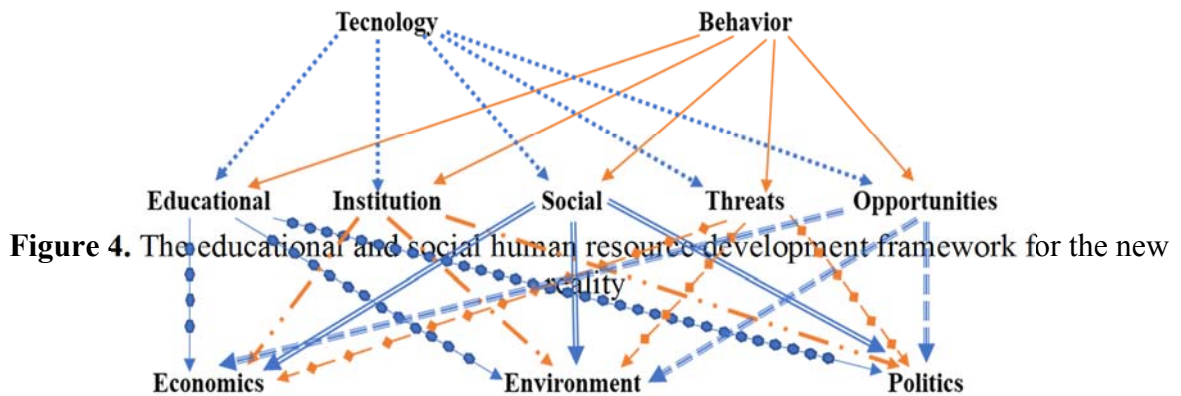 Tecnology Behavior
Educational Institution Social Threats Opportunities
Figure 4. The educational and social human resource development framework for the new
reality
Economics Environment Politics